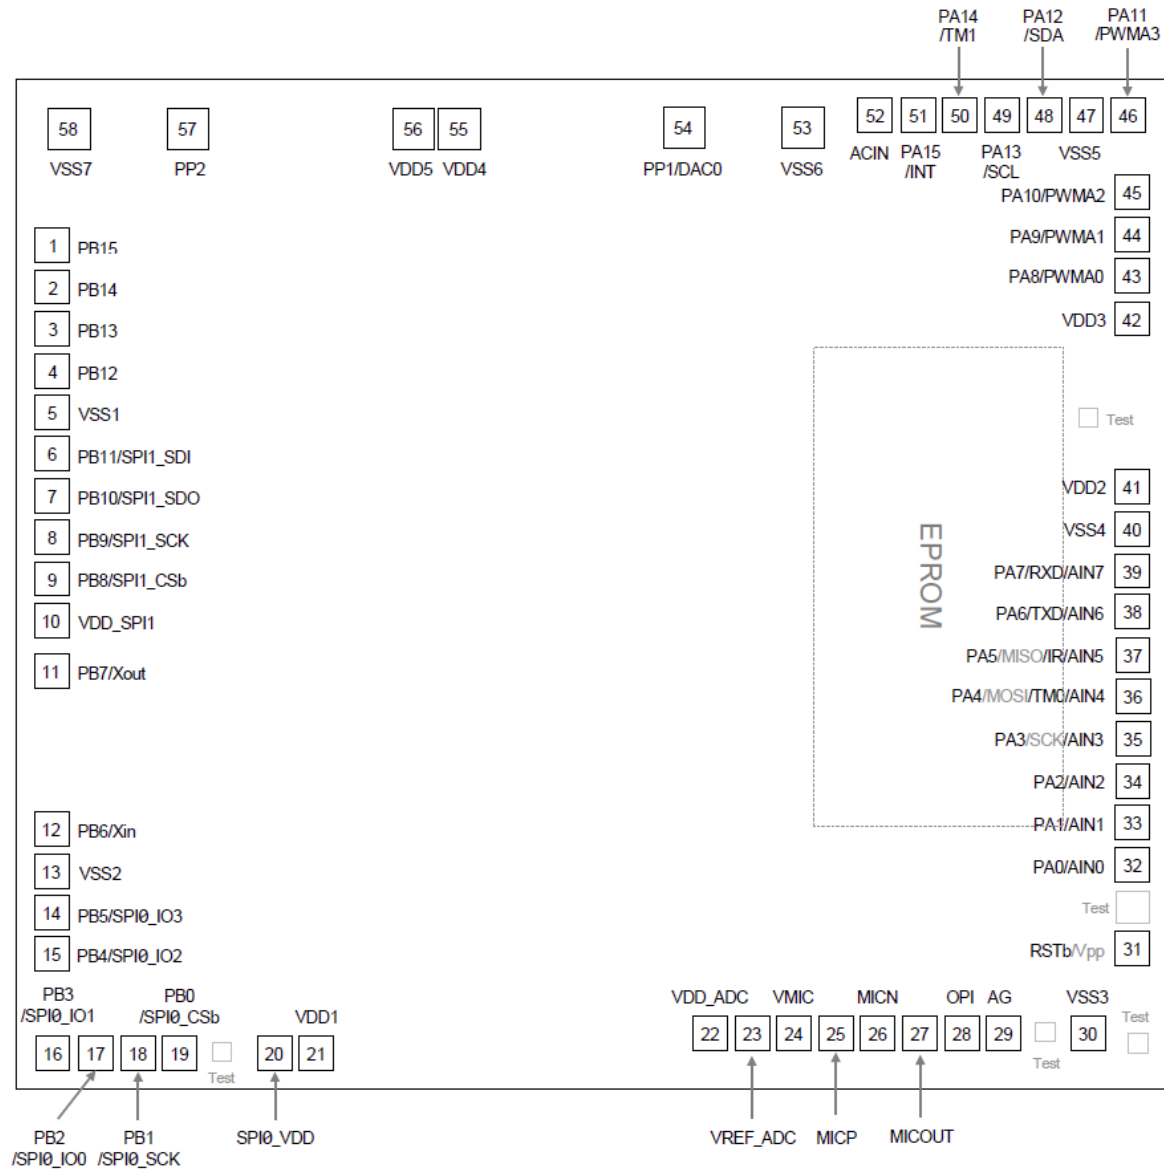 PA14
/TM1
PA12
/SDA
PA11
/PWMA3
58
57
56
55
54
53
52
51
50
49
48
47
46
VSS7
PP2
VDD5
VDD4
PP1/DAC0
VSS6
ACIN
PA15
/INT
PA13
/SCL
VSS5
PA10/PWMA2 45
PA9/PWMA1 44
PA8/PWMA0 43
VDD3 42
Test
VDD2 41
VSS4 40
PA7/RXD/AIN7 39
PA6/TXD/AIN6 38
PA5/MISO/IR/AIN5 37
PA4/MOSI/TM0/AIN4 36
PA3/SCK/AIN3 35
PA2/AIN2 34
PA1/AIN1 33
PA0/AIN0 32
Test
RSTb/Vpp 31
EPROM
1 PB15
2 PB14
3 PB13
4 PB12
5 VSS1
6 PB11/SPI1_SDI
7 PB10/SPI1_SDO
8 PB9/SPI1_SCK
9 PB8/SPI1_CSb
10 VDD_SPI1
11 PB7/Xout
12 PB6/Xin
13 VSS2
14 PB5/SPI0_IO3
15 PB4/SPI0_IO2
PB3
/SPI0_IO1
PB0
/SPI0_CSb
VDD1
VDD_ADC
VMIC
MICN
OPI
AG
VSS3
Test
16
17
18
19
Test
20
21
22
23
24
25
26
27
28
29
Test
30
PB2
/SPI0_IO0
PB1
/SPI0_SCK
SPI0_VDD
VREF_ADC
MICP
MICOUT